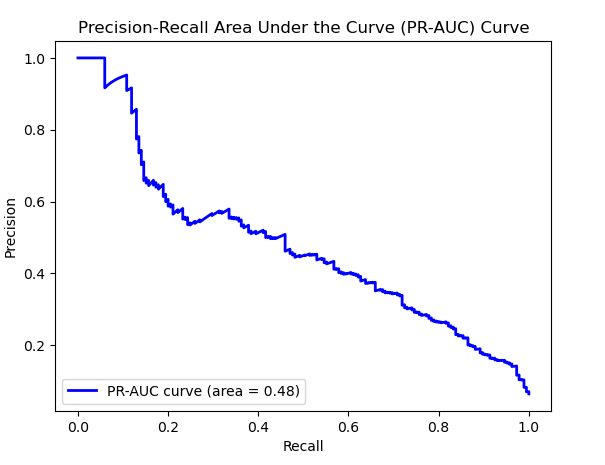 Precision-Recall Area Under the Curve (PR-AUC) Curve
1.0
0.8
0.6
0.4
0.2
Precision
PR-AUC curve (area = 0.48)
0.0 0.2 0.4 0.6 0.8 1.0
Recall